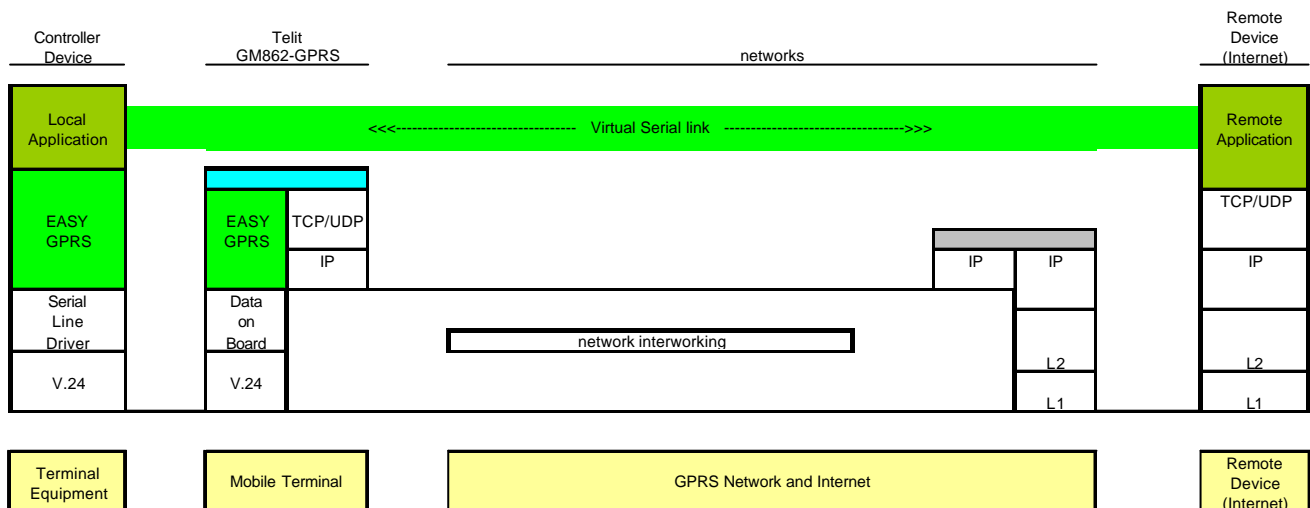 Controller
Device
Telit
GM862-GPRS
networks
Remote
Device
(Internet)
Local
Application
<<<---------------------------------- Virtual Serial link ---------------------------------->>>
Remote
Application
EASY
GPRS
EASY
GPRS
TCP/UDP
IP
IP
IP
TCP/UDP
IP
Serial
Line
Driver
Data
on
Board
network interworking
L2
L2
V.24
V.24
L1
L1
Terminal
Equipment
Mobile Terminal
GPRS Network and Internet
Remote
Device
(Internet)